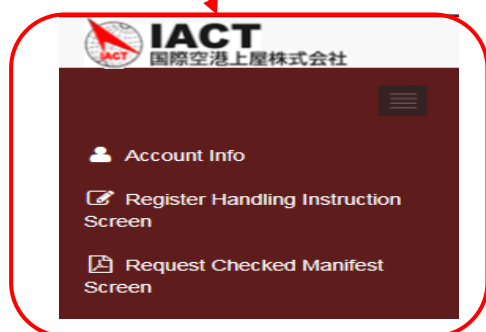 IACT
IACT
国際空港上屋株式会社
Account Info
Register Handling Instruction
Screen
Request Checked Manifest
Screen